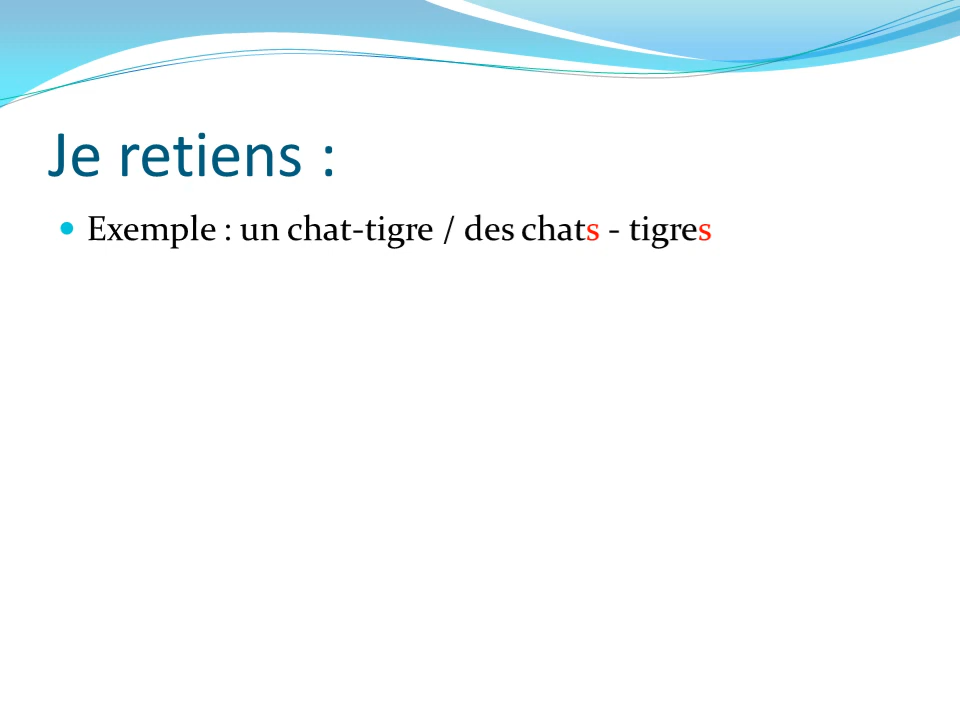 Je retiens :
Exemple : un chat-tigre / des chats - tigres